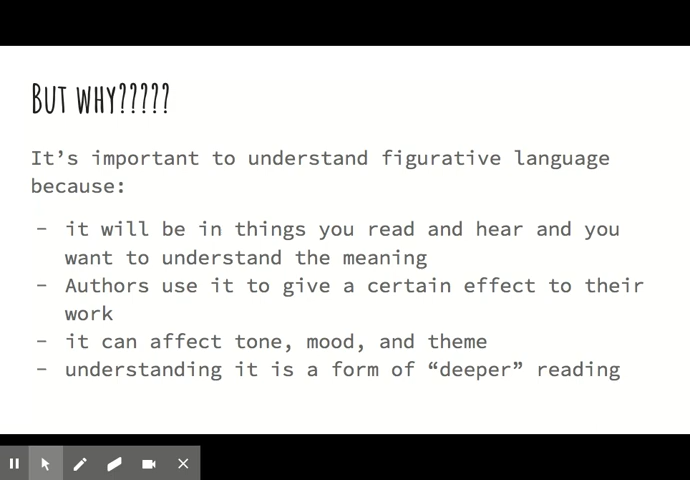 But why?????
It's important to understand figurative language
because:
- it will be in things you read and hear and you
want to understand the meaning
- Authors use it to give a certain effect to their
work
- it can affect tone, mood, and theme
- understanding it is a form of “deeper” reading